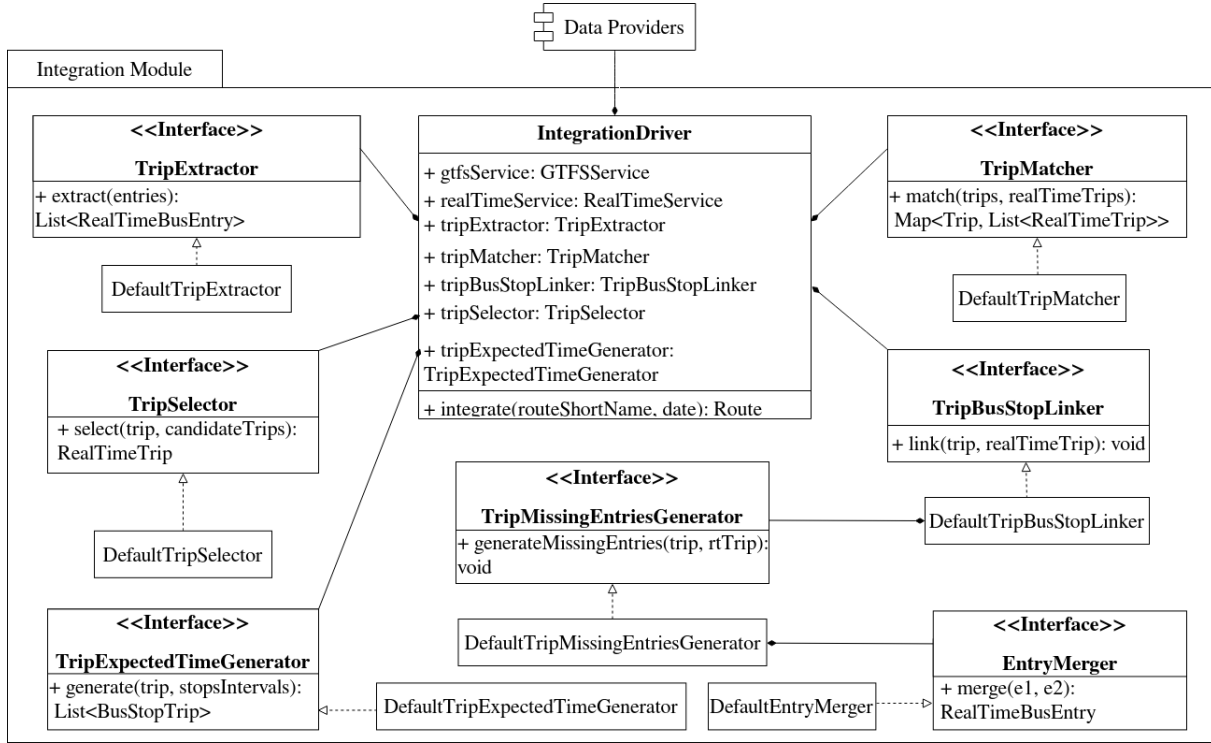 Data Providers
Integration Module
<<Interface>>
TripExtractor
+ extract(entries):
List<RealTimeBusEntry>
DefaultTripExtractor
IntegrationDriver
+ gtfsService: GTFSService
+ realTimeService: RealTimeService
+ tripExtractor: TripExtractor
+ tripMatcher: TripMatcher
+ tripBusStopLinker: TripBusStopLinker
+ tripSelector: TripSelector
+ tripExpectedTimeGenerator:
TripExpectedTimeGenerator
+ integrate(routeShortName, date): Route
<<Interface>>
TripMatcher
+ match(trips, realTimeTrips):
Map<Trip, List<RealTimeTrip>>
DefaultTripMatcher
<<Interface>>
TripSelector
+ select(trip, candidateTrips):
RealTimeTrip
DefaultTripSelector
<<Interface>>
TripBusStopLinker
+ link(trip, realTimeTrip): void
DefaultTripBusStopLinker
<<Interface>>
TripMissingEntriesGenerator
+ generateMissingEntries(trip, rtTrip):
void
DefaultTripMissingEntriesGenerator
<<Interface>>
TripExpectedTimeGenerator
+ generate(trip, stopsIntervals):
List<BusStopTrip>
DefaultTripExpectedTimeGenerator
DefaultEntryMerger
<<Interface>>
EntryMerger
+ merge(e1, e2):
RealTimeBusEntry